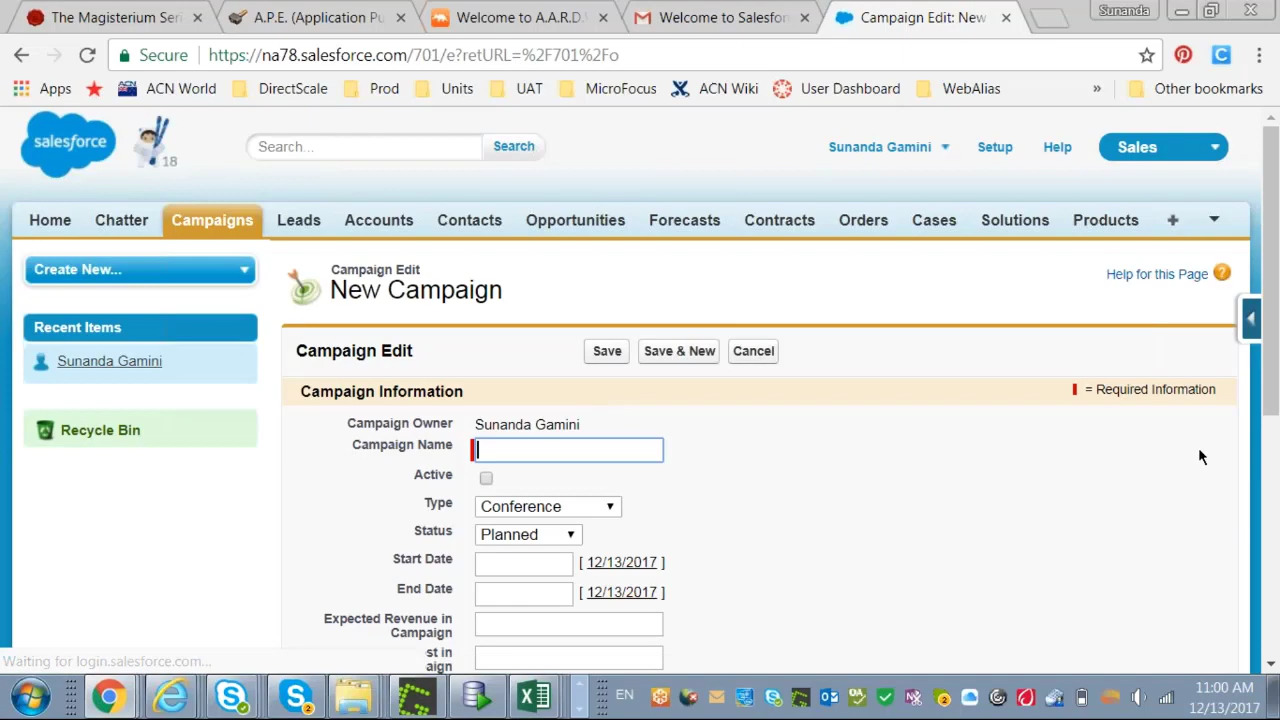 The Magisterium Ser
A.P.E. (Application Pu
Welcome to A.A.R.D.
Welcome to Salesfor
Campaign Edit: New
Sunanda
Secure
https://na78.salesforce.com/701/e?retURL=%2F701%2Fo
Apps
ACN World
DirectScale
Prod
Units
UAT
MicroFocus
ACN Wiki
User Dashboard
WebAlias
»
Other bookmarks
salesforce
18
Search...
Search
Sunanda Gamini
Setup
Help
Sales
Home
Chatter
Campaigns
Leads
Accounts
Contacts
Opportunities
Forecasts
Contracts
Orders
Cases
Solutions
Products
+
Create New...
Campaign Edit
New Campaign
Help for this Page ?
Recent Items
Sunanda Gamini
Recycle Bin
Campaign Edit
Save
Save & New
Cancel
Campaign Information
= Required Information
Campaign Owner Sunanda Gamini
Campaign Name
Active
Type Conference
Status Planned
Start Date [ 12/13/2017 ]
End Date [ 12/13/2017 ]
Expected Revenue in
Campaign
st in
aign
Waiting for login.salesforce.com...
EN
11:00 AM
12/13/2017